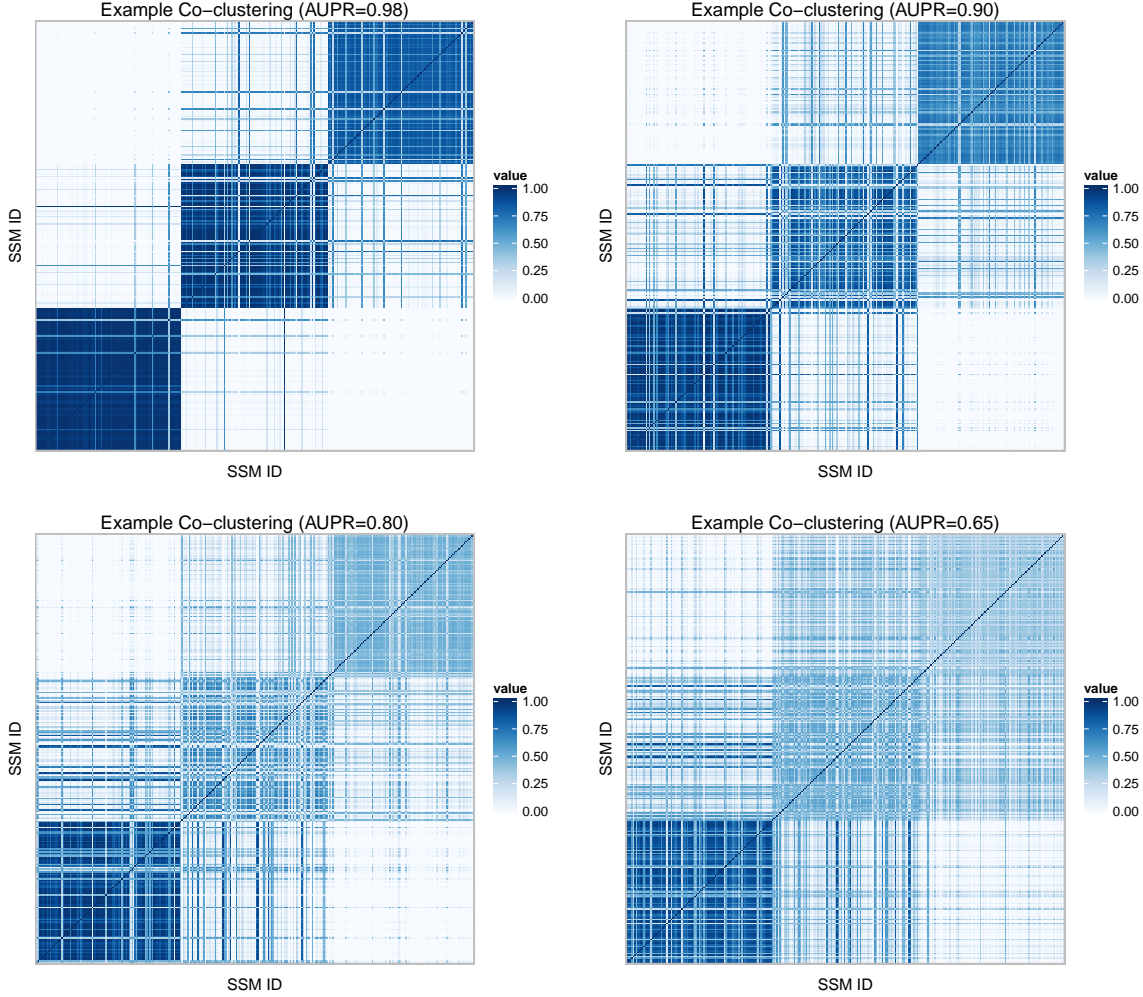 Example Co−clustering (AUPR=0.98)
SSM ID
SSM ID
value
1.00
0.75
0.50
0.25
0.00
Example Co−clustering (AUPR=0.90)
SSM ID
SSM ID
value
1.00
0.75
0.50
0.25
0.00
Example Co−clustering (AUPR=0.80)
SSM ID
SSM ID
value
1.00
0.75
0.50
0.25
0.00
Example Co−clustering (AUPR=0.65)
SSM ID
SSM ID
value
1.00
0.75
0.50
0.25
0.00